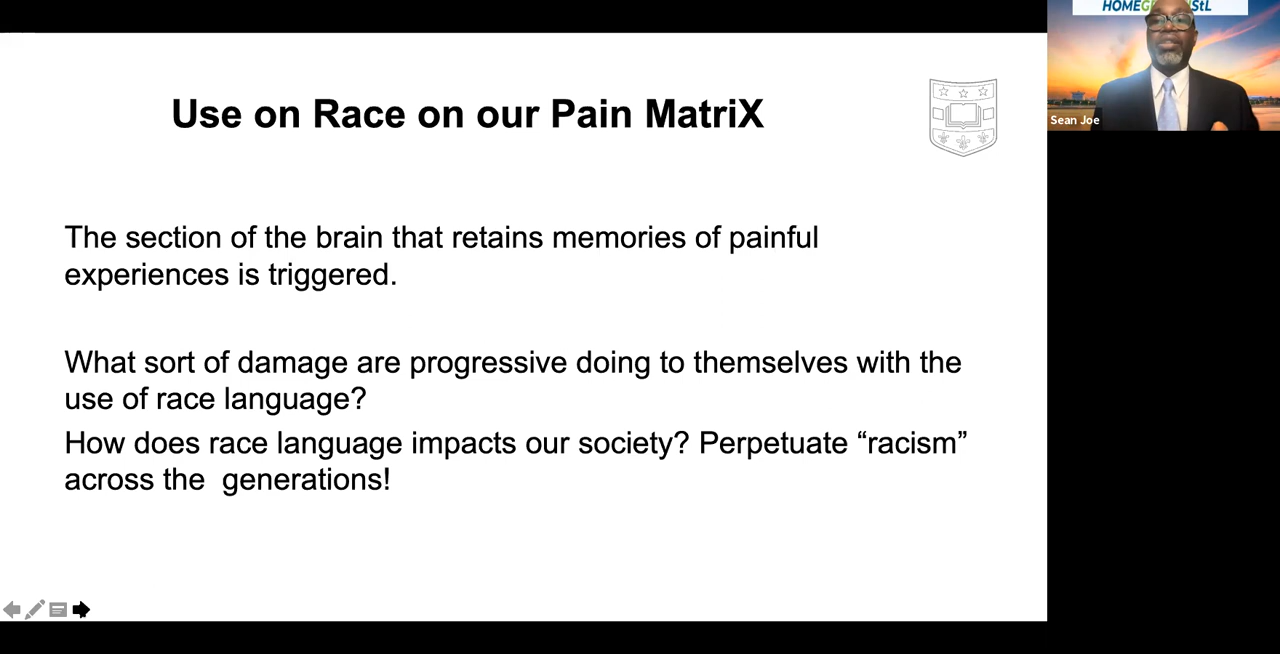 Use on Race on our Pain MatriX
The section of the brain that retains memories of painful
experiences is triggered.
What sort of damage are progressive doing to themselves with the
use of race language?
How does race language impacts our society? Perpetuate “racism”
across the  generations!
StL
Sean Joe